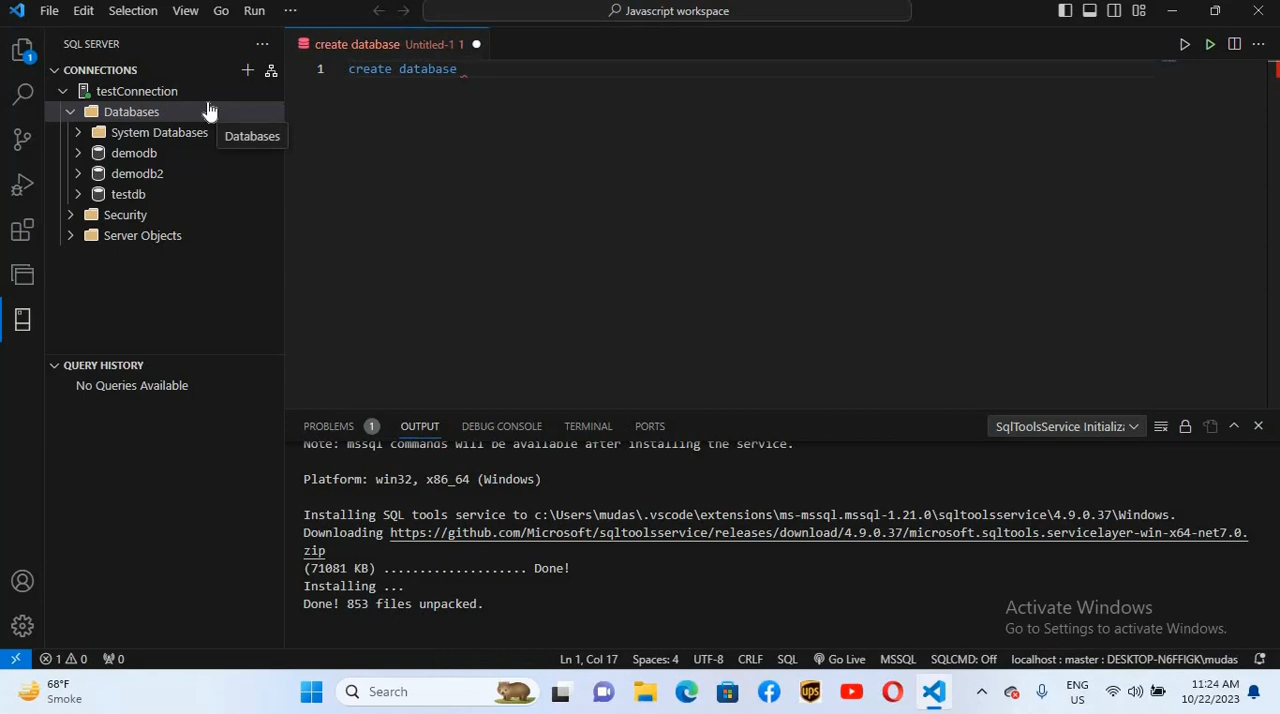 File Edit Selection View Go Run ···
Javascript workspace
SQL SERVER
create database Untitled-1 1
CONNECTIONS
1 create database
testConnection
Databases
System Databases
Databases
demodb
demodb2
testdb
Security
Server Objects
QUERY HISTORY
No Queries Available
PROBLEMS 1 OUTPUT DEBUG CONSOLE TERMINAL PORTS
SqlToolsService Initializa
Note: mssql commands will be available after installing the service.
Platform: win32, x86_64 (Windows)
Installing SQL tools service to c:\Users\mudas\.vscode\extensions\ms-mssql.mssql-1.21.0\sqltoolsservice\4.9.0.37\Windows.
Downloading https://github.com/Microsoft/sqltoolsservice/releases/download/4.9.0.37/microsoft.sqltools.servicelayer-win-x64-net7.0.
zip
(71081 KB) .................... Done!
Installing ...
Done! 853 files unpacked.
Activate Windows
Go to Settings to activate Windows.
1 0 0 Ln 1, Col 17 Spaces: 4 UTF-8 CRLF SQL Go Live MSSQL SQLCMD: Off localhost : master : DESKTOP-N6FFIGK\mudas
68°F
Smoke
Search
ups
ENG
US
11:24 AM
10/22/2023